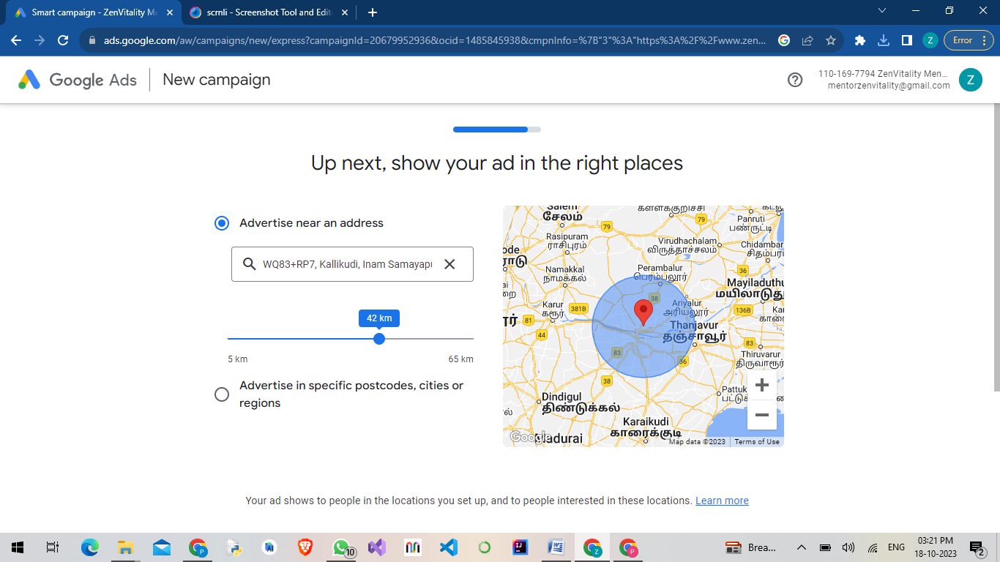 Smart campaign - ZenVitality Me
scrnli - Screenshot Tool and Edit
ads.google.com/aw/campaigns/new/express?campaignId=20679952936&ocid=1485845938&cmpnInfo=%7B"3"%3A"https%3A%2F%2Fwww.zen...
Z
Error
Google Ads
New campaign
110-169-7794 ZenVitality Men...
mentorzenvitality@gmail.com
Z
Up next, show your ad in the right places
Advertise near an address
WQ83+RP7, Kallikudi, Inam Samayapu
42 km
5 km
65 km
Advertise in specific postcodes, cities or
regions
Salem
சேலம்
கள்ளக்குறிச்சி
79
79
Panruti
பண்ருட்டி
Rasipuram
ராசிபுரம்
Virudhachalam
விருத்தாச்சலம்
Chidambar
சிதம்பர
ode
ரோடு
Namakkal
நாமக்கல்
Perambalur
பெரம்பலூர்
36
Mayiladuthu
மயிலாடுது
38
Karur
கரூர்
381B
Ariyalur
அரியலூர்
136B
Kar
81
44
Thanjavur
தஞ்சாவூர்
83
36
83
Thiruvarur
திருவாரூர்
38
Dindigul
திண்டுக்கல்
Pattuk
பட்டுக்
Karaikudi
காரைக்குடி
Google
Madurai
Map data ©2023
Terms of Use
Your ad shows to people in the locations you set up, and to people interested in these locations. Learn more
10
Brea...
ENG
03:21 PM
18-10-2023
2